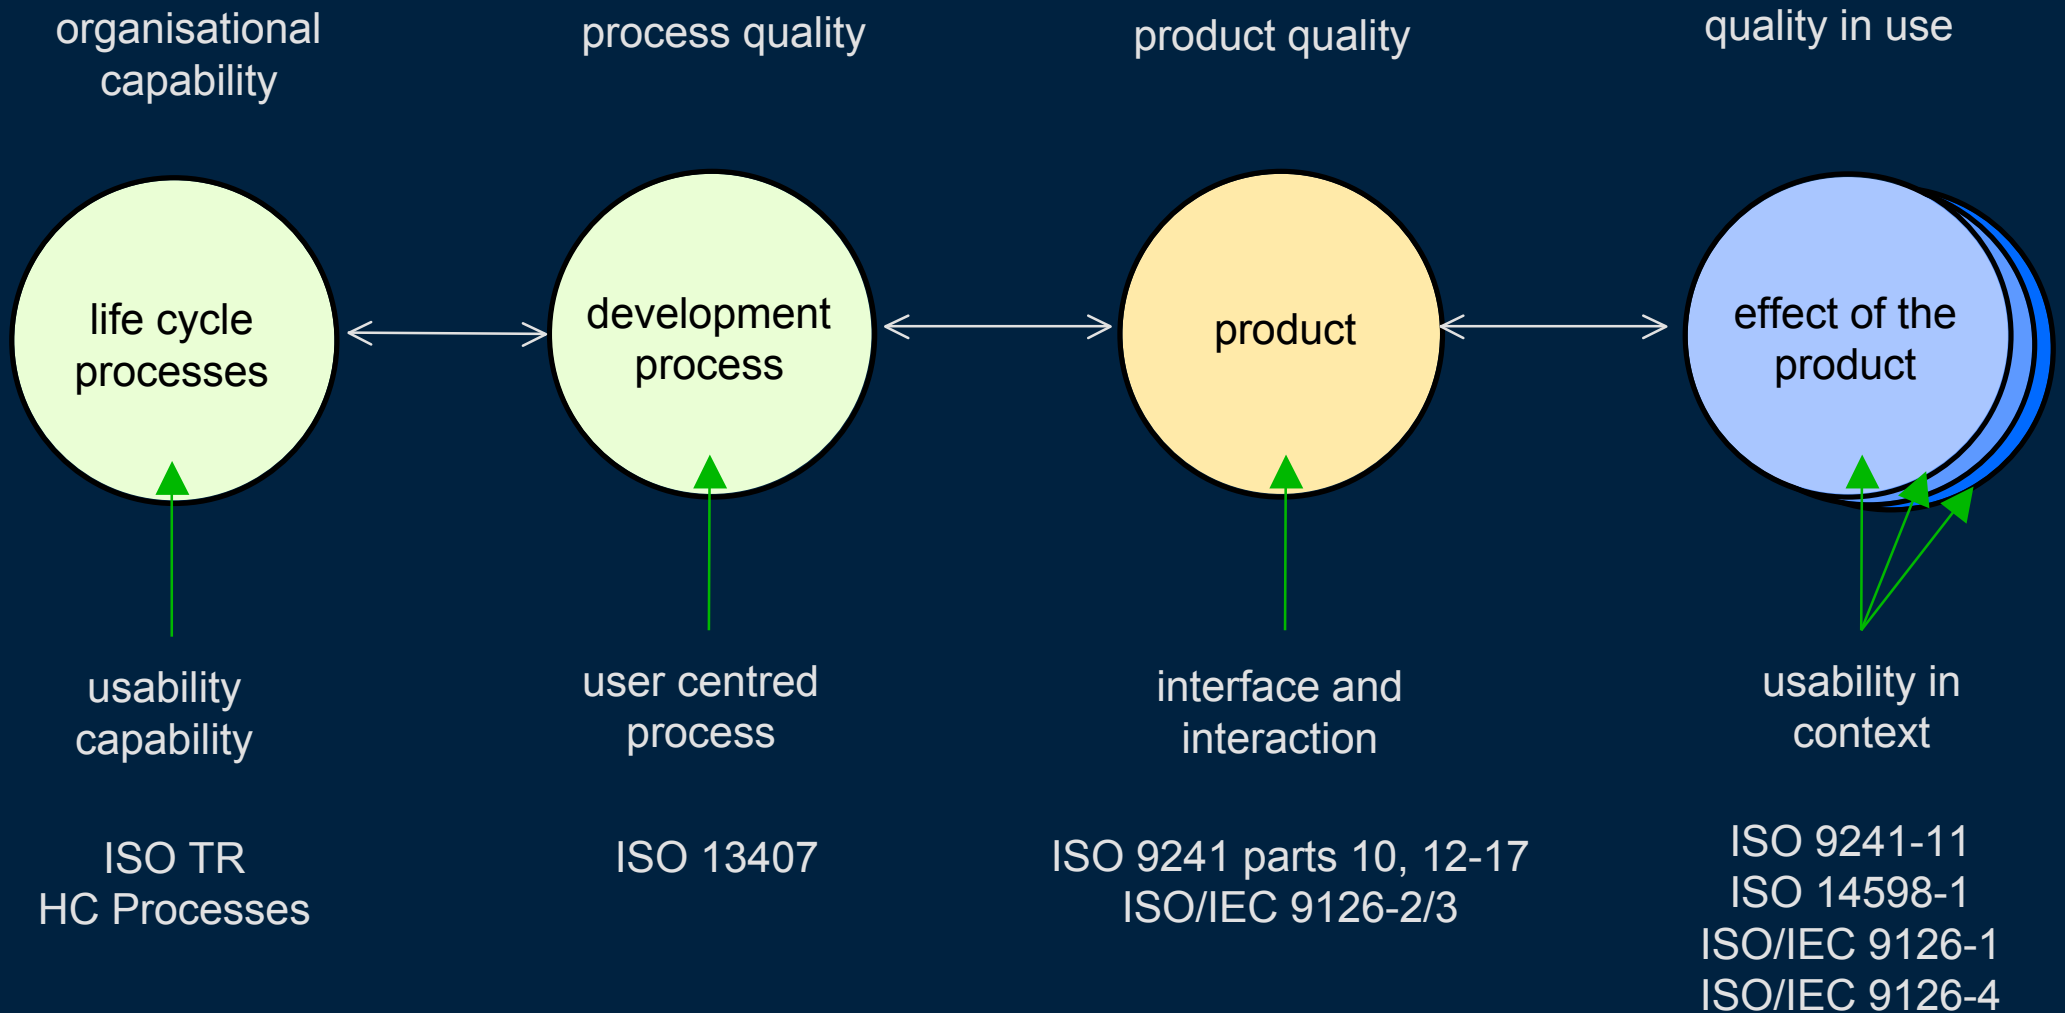 organisational
capability
process quality
product quality
quality in use
life cycle
processes
development
process
product
effect of the
product
usability
capability
user centred
process
interface and
interaction
usability in
context
ISO TR
HC Processes
ISO 13407
ISO 9241 parts 10, 12-17
ISO/IEC 9126-2/3
ISO 9241-11
ISO 14598-1
ISO/IEC 9126-1
ISO/IEC 9126-4